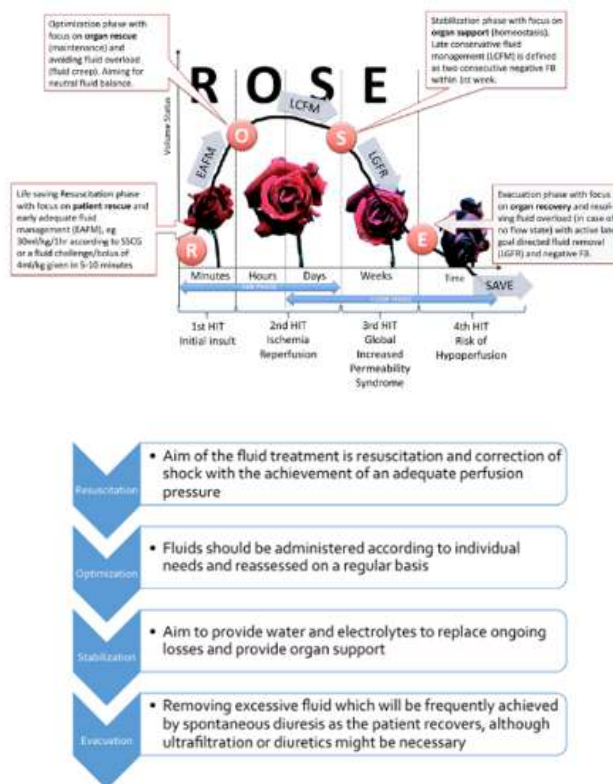 Optimization phase with
focus on organ rescue
(maintenance) and
avoiding fluid overload
(fluid creep). Aiming for
neutral fluid balance.
Stabilization phase with focus on
organ support (homeostasis).
Late conservative fluid
management (LCFM) is defined
as two consecutive negative FB
within 1st week.
R O S E
Volume Status
LCFM
EAFM
O
S
LGFR
Life saving Resuscitation phase
with focus on patient rescue and
early adequate fluid
management (EAFM), eg
30ml/kg/1hr according to SSCG
or a fluid challenge/bolus of
4ml/kg given in 5-10 minutes
R
E
Evacuation phase with focus
on organ recovery and resol-
ving fluid overload (in case of
no flow state) with active late
goal directed fluid removal
(LGFR) and negative FB.
Minutes Hours Days Weeks Time
SAVE
1st HIT
Initial insult
2nd HIT
Ischemia
Reperfusion
3rd HIT
Global
Increased
Permeability
Syndrome
4th HIT
Risk of
Hypoperfusion
Resuscitation
• Aim of the fluid treatment is resuscitation and correction of
shock with the achievement of an adequate perfusion
pressure
Optimization
• Fluids should be administered according to individual
needs and reassessed on a regular basis
Stabilization
• Aim to provide water and electrolytes to replace ongoing
losses and provide organ support
Evacuation
• Removing excessive fluid which will be frequently achieved
by spontaneous diuresis as the patient recovers, although
ultrafiltration or diuretics might be necessary